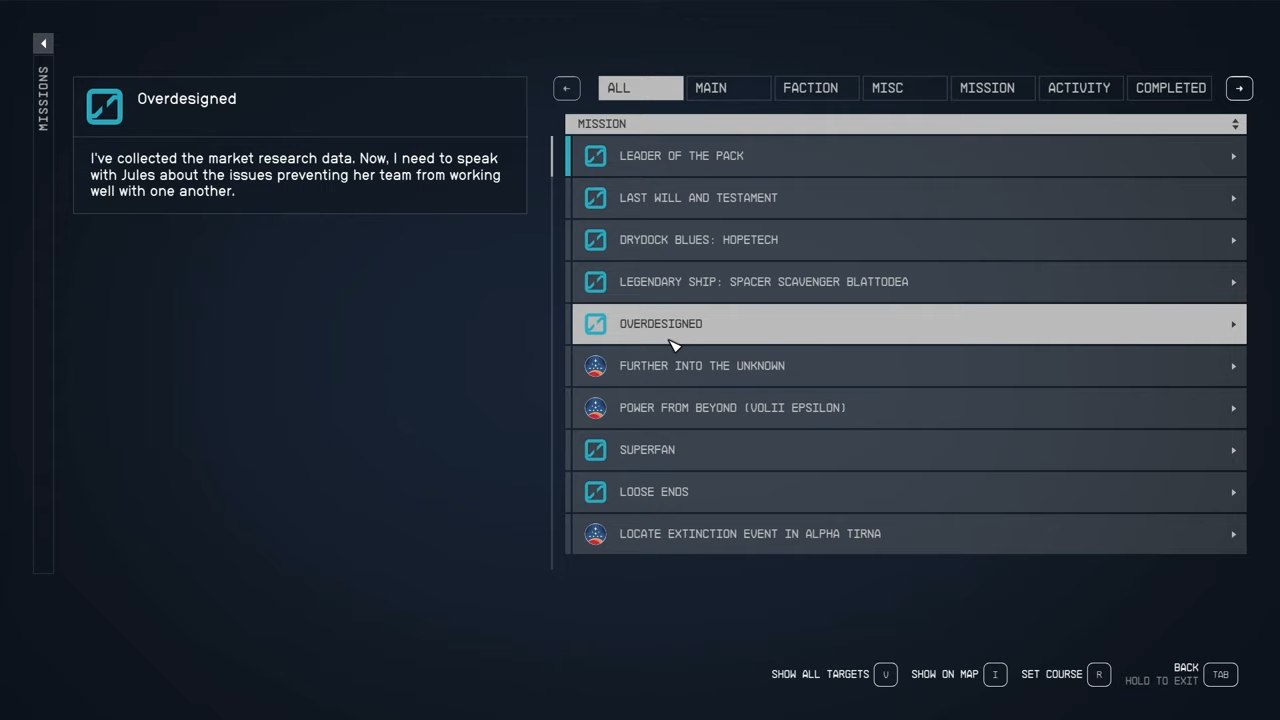 MISSIONS
Overdesigned
I've collected the market research data. Now, I need to speak
with Jules about the issues preventing her team from working
well with one another.
ALL MAIN FACTION MISC MISSION ACTIVITY COMPLETED
MISSION
LEADER OF THE PACK
LAST WILL AND TESTAMENT
DRYDOCK BLUES: HOPETECH
LEGENDARY SHIP: SPACER SCAVENGER BLATTODEA
OVERDESIGNED
FURTHER INTO THE UNKNOWN
POWER FROM BEYOND (VOLII EPSILON)
SUPERFAN
LOOSE ENDS
LOCATE EXTINCTION EVENT IN ALPHA TIRNA
SHOW ALL TARGETS V SHOW ON MAP I SET COURSE R BACK TAB
HOLD TO EXIT